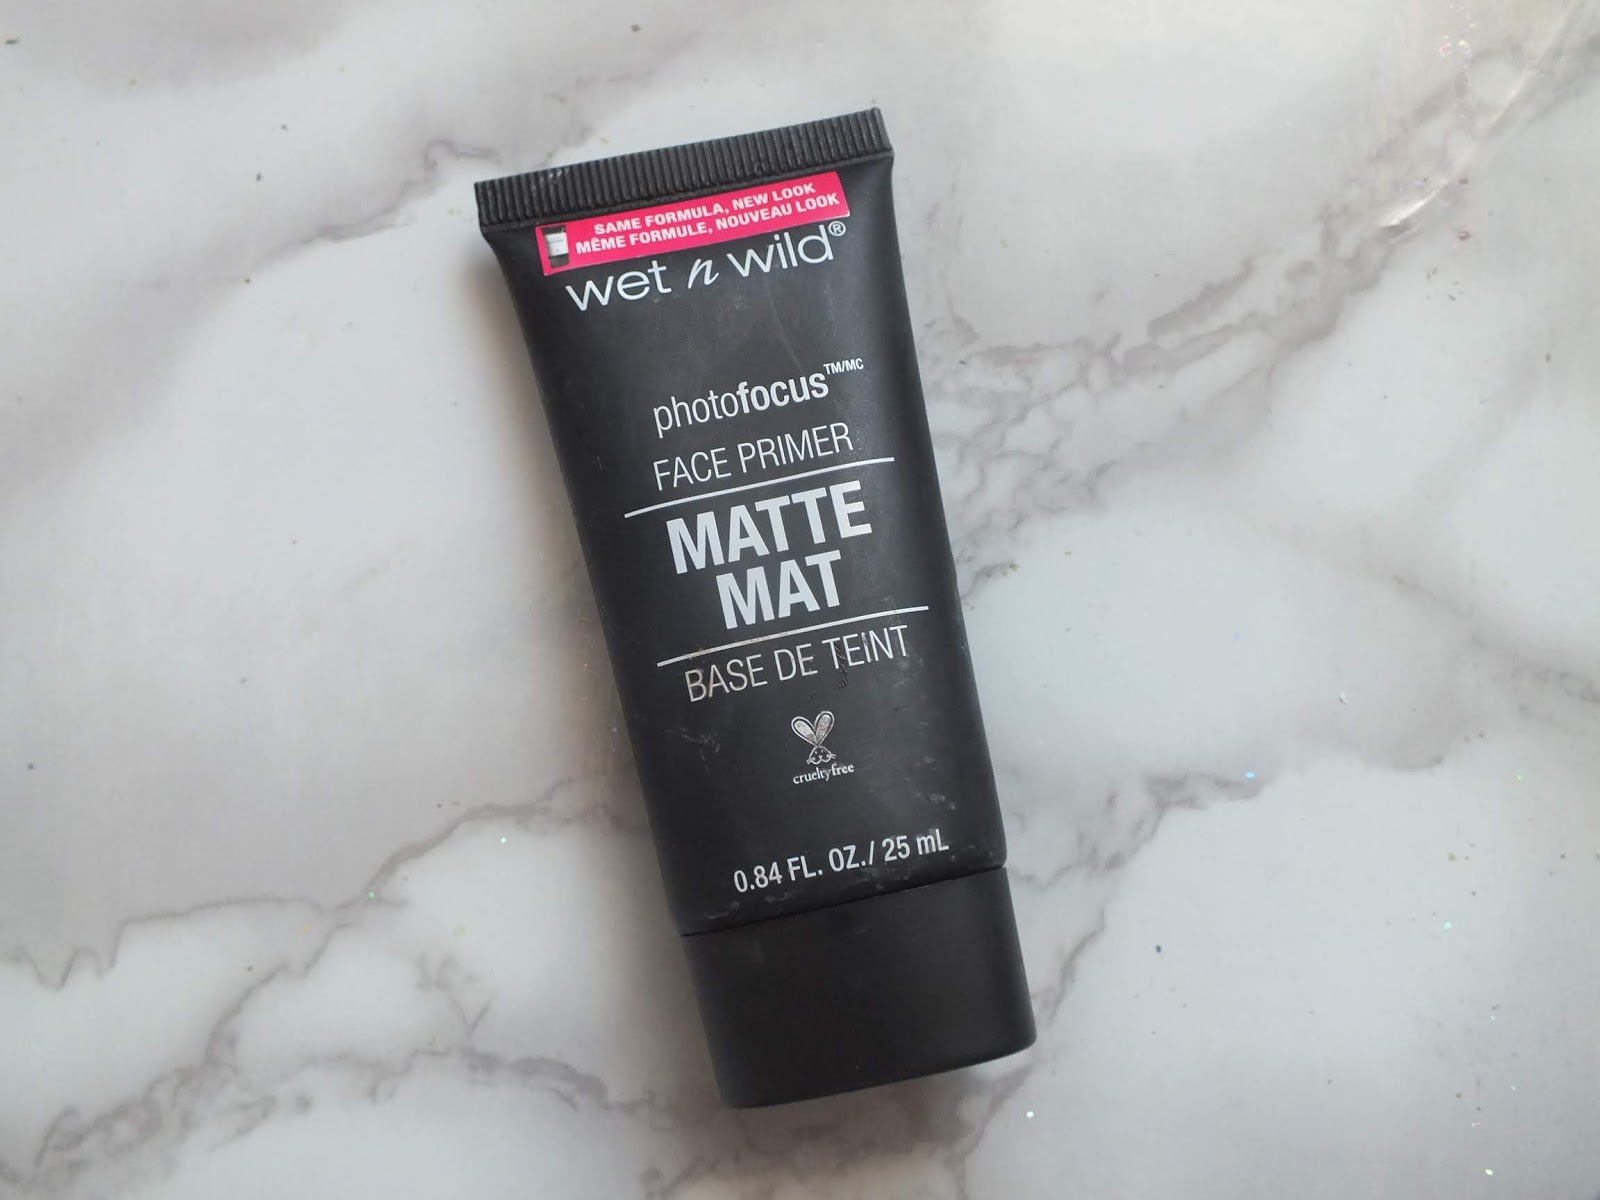 SAME FORMULA, NEW LOOK
MÊME FORMULE, NOUVEAU LOOK
wet n wild®
photofocus™/MC
FACE PRIMER
MATTE
MAT
BASE DE TEINT
crueltyfree
0.84 FL. OZ./ 25 mL